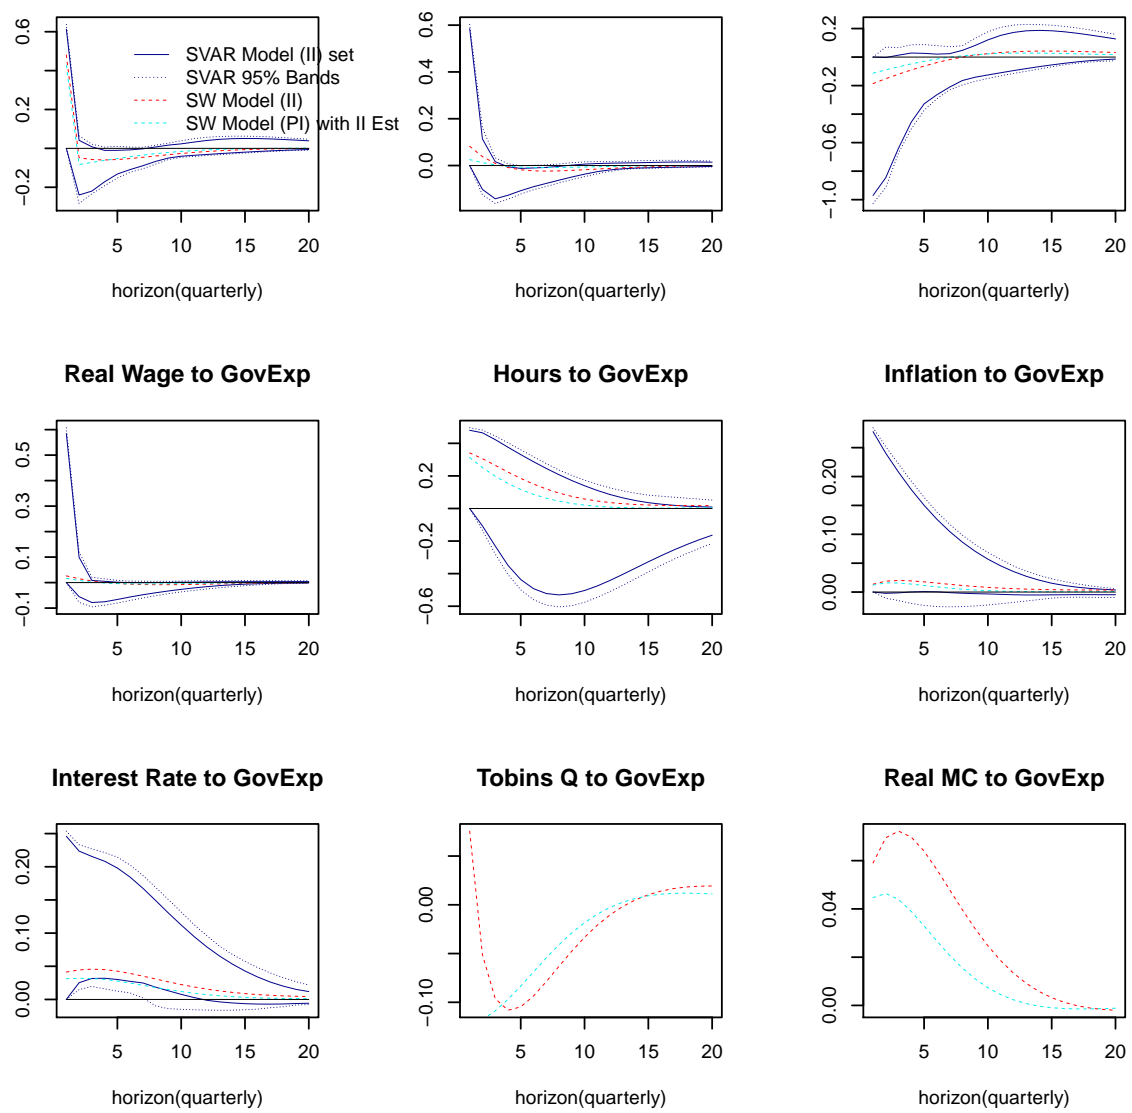 0.6
0.2
−0.2
SVAR Model (II) set
SVAR 95% Bands
SW Model (II)
SW Model (PI) with II Est
5 10 15 20
horizon(quarterly)
0.6
0.4
0.2
0.0
5 10 15 20
horizon(quarterly)
0.2
−0.2
−0.6
−1.0
5 10 15 20
horizon(quarterly)
Real Wage to GovExp
0.5
0.3
0.1
−0.1
5 10 15 20
horizon(quarterly)
Hours to GovExp
0.2
−0.2
−0.6
5 10 15 20
horizon(quarterly)
Inflation to GovExp
0.20
0.10
0.00
5 10 15 20
horizon(quarterly)
Interest Rate to GovExp
0.20
0.10
0.00
5 10 15 20
horizon(quarterly)
Tobins Q to GovExp
0.00
−0.10
5 10 15 20
horizon(quarterly)
Real MC to GovExp
0.04
0.00
5 10 15 20
horizon(quarterly)